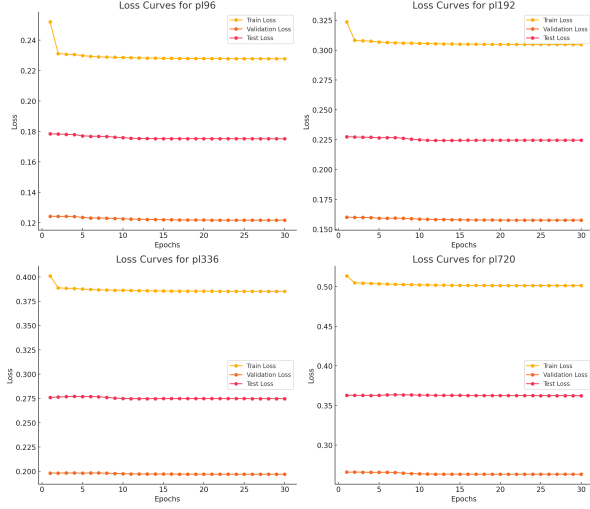 Loss Curves for pl96
Loss
0.24
0.22
0.20
0.18
0.16
0.14
0.12
0
5
10
15
20
25
30
Epochs
Train Loss
Validation Loss
Test Loss
Loss Curves for pl192
Loss
0.325
0.300
0.275
0.250
0.225
0.200
0.175
0.150
0
5
10
15
20
25
30
Epochs
Train Loss
Validation Loss
Test Loss
Loss Curves for pl336
Loss
0.400
0.375
0.350
0.325
0.300
0.275
0.250
0.225
0.200
0
5
10
15
20
25
30
Epochs
Train Loss
Validation Loss
Test Loss
Loss Curves for pl720
Loss
0.50
0.45
0.40
0.35
0.30
0
5
10
15
20
25
30
Epochs
Train Loss
Validation Loss
Test Loss